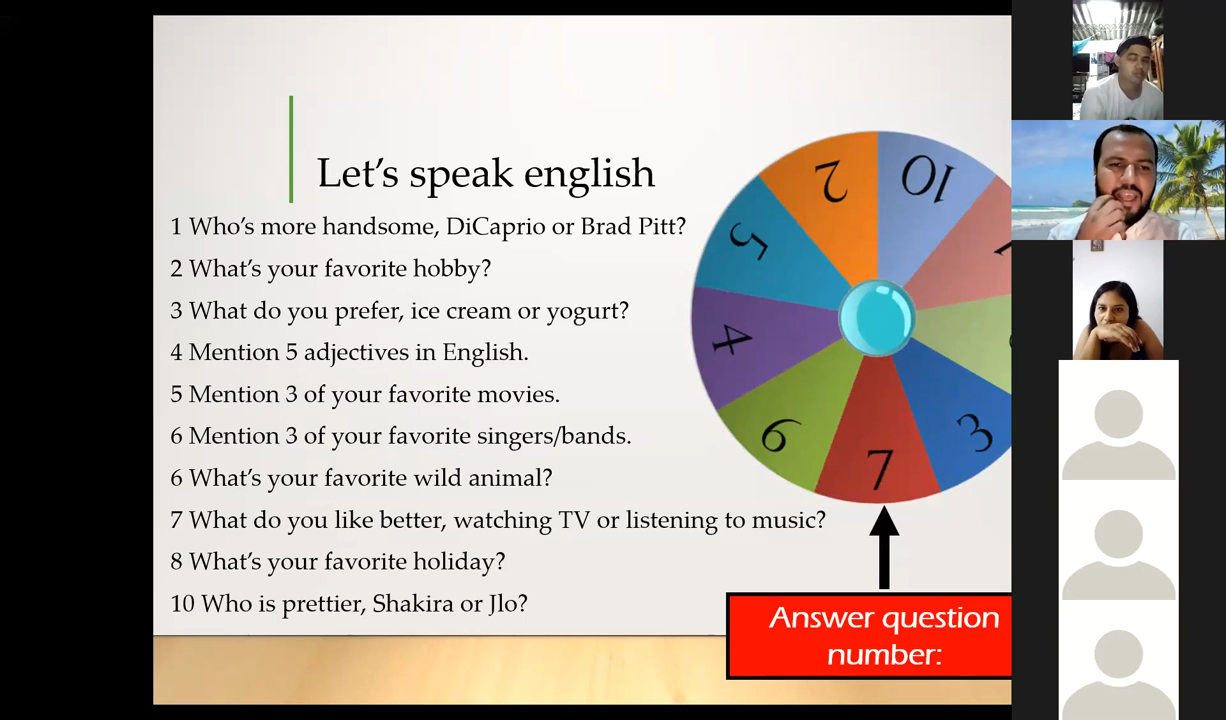 Let's speak english
1 Who's more handsome, DiCaprio or Brad Pitt?
2 What's your favorite hobby?
3 What do you prefer, ice cream or yogurt?
4 Mention 5 adjectives in English.
5 Mention 3 of your favorite movies.
6 Mention 3 of your favorite singers/bands.
6 What's your favorite wild animal?
7 What do you like better, watching TV or listening to music?
8 What's your favorite holiday?
10 Who is prettier, Shakira or Jlo?
2
10
5
4
6
7
3
Answer question
number: